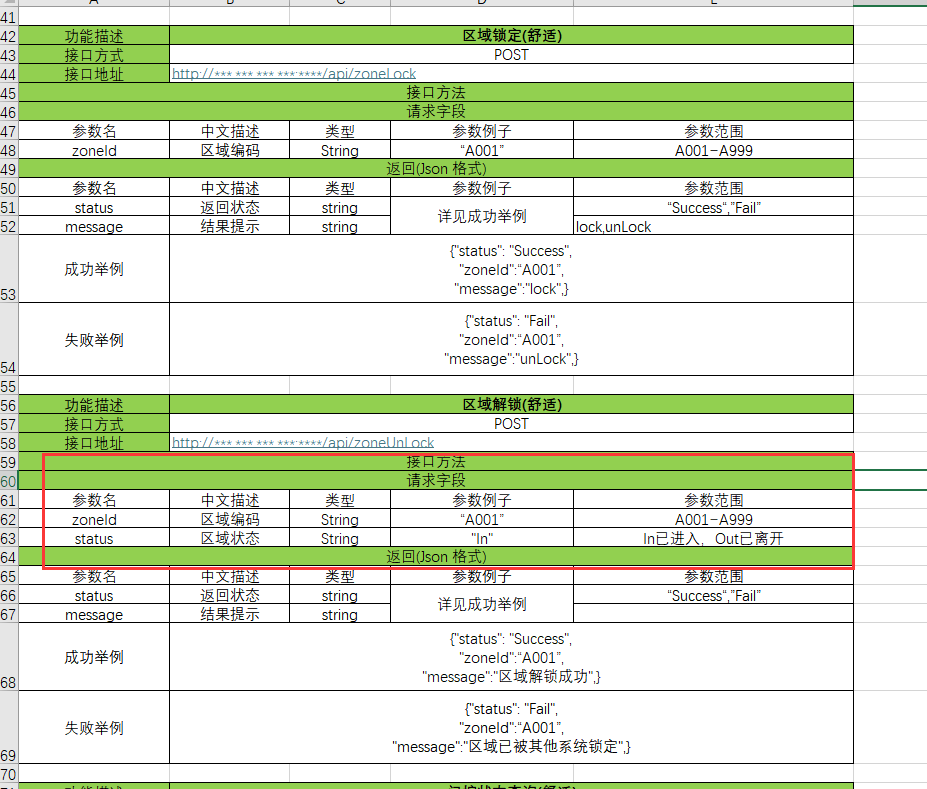 41
42 功能描述 区域锁定(舒适)
43 接口方式 POST
44 接口地址 http://***.***.***.***:****/api/zoneLock
45 接口方法
46 请求字段
47 参数名 中文描述 类型 参数例子 参数范围
48 zoneId 区域编码 String “A001” A001-A999
49 返回(Json 格式)
50 参数名 中文描述 类型 参数例子 参数范围
51 status 返回状态 string 详见成功举例 “Success“,”Fail”
52 message 结果提示 string lock,unLock
53 成功举例 {"status": "Success",
"zoneId":“A001”,
"message":"lock",}
54 失败举例 {"status": "Fail",
"zoneId":“A001”,
"message":"unLock",}
55
56 功能描述 区域解锁(舒适)
57 接口方式 POST
58 接口地址 http://***.***.***.***:****/api/zoneUnLock
59 接口方法
60 请求字段
61 参数名 中文描述 类型 参数例子 参数范围
62 zoneId 区域编码 String “A001” A001-A999
63 status 区域状态 String "In" In已进入，Out已离开
64 返回(Json 格式)
65 参数名 中文描述 类型 参数例子 参数范围
66 status 返回状态 string 详见成功举例 “Success“,”Fail”
67 message 结果提示 string
68 成功举例 {"status": "Success",
"zoneId":“A001”,
"message":"区域解锁成功",}
69 失败举例 {"status": "Fail",
"zoneId":“A001”,
"message":"区域已被其他系统锁定",}
70